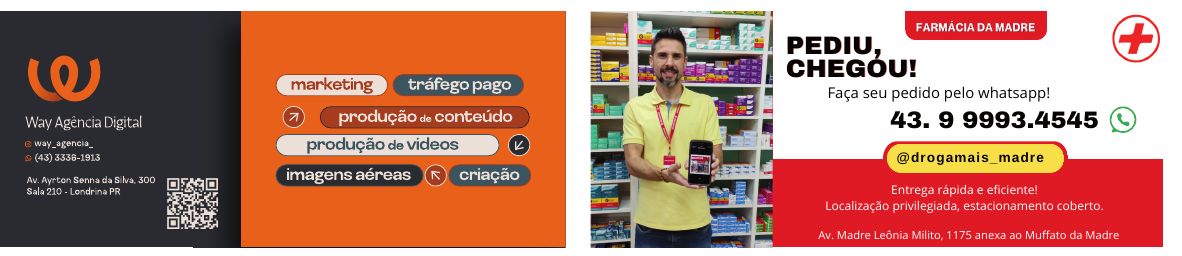 Way Agência Digital
way_agencia_
(43) 3336-1913
Av. Ayrton Senna da Silva, 300
Sala 210 - Londrina PR
marketing
tráfego pago
produção de conteúdo
produção de videos
imagens aéreas
criação
FARMÁCIA DA MADRE
PEDIU,
CHEGOU!
Faça seu pedido pelo whatsapp!
43. 9 9993.4545
@drogamais_madre
Entrega rápida e eficiente!
Localização privilegiada, estacionamento coberto.
Av. Madre Leônia Milito, 1175 anexa ao Muffato da Madre